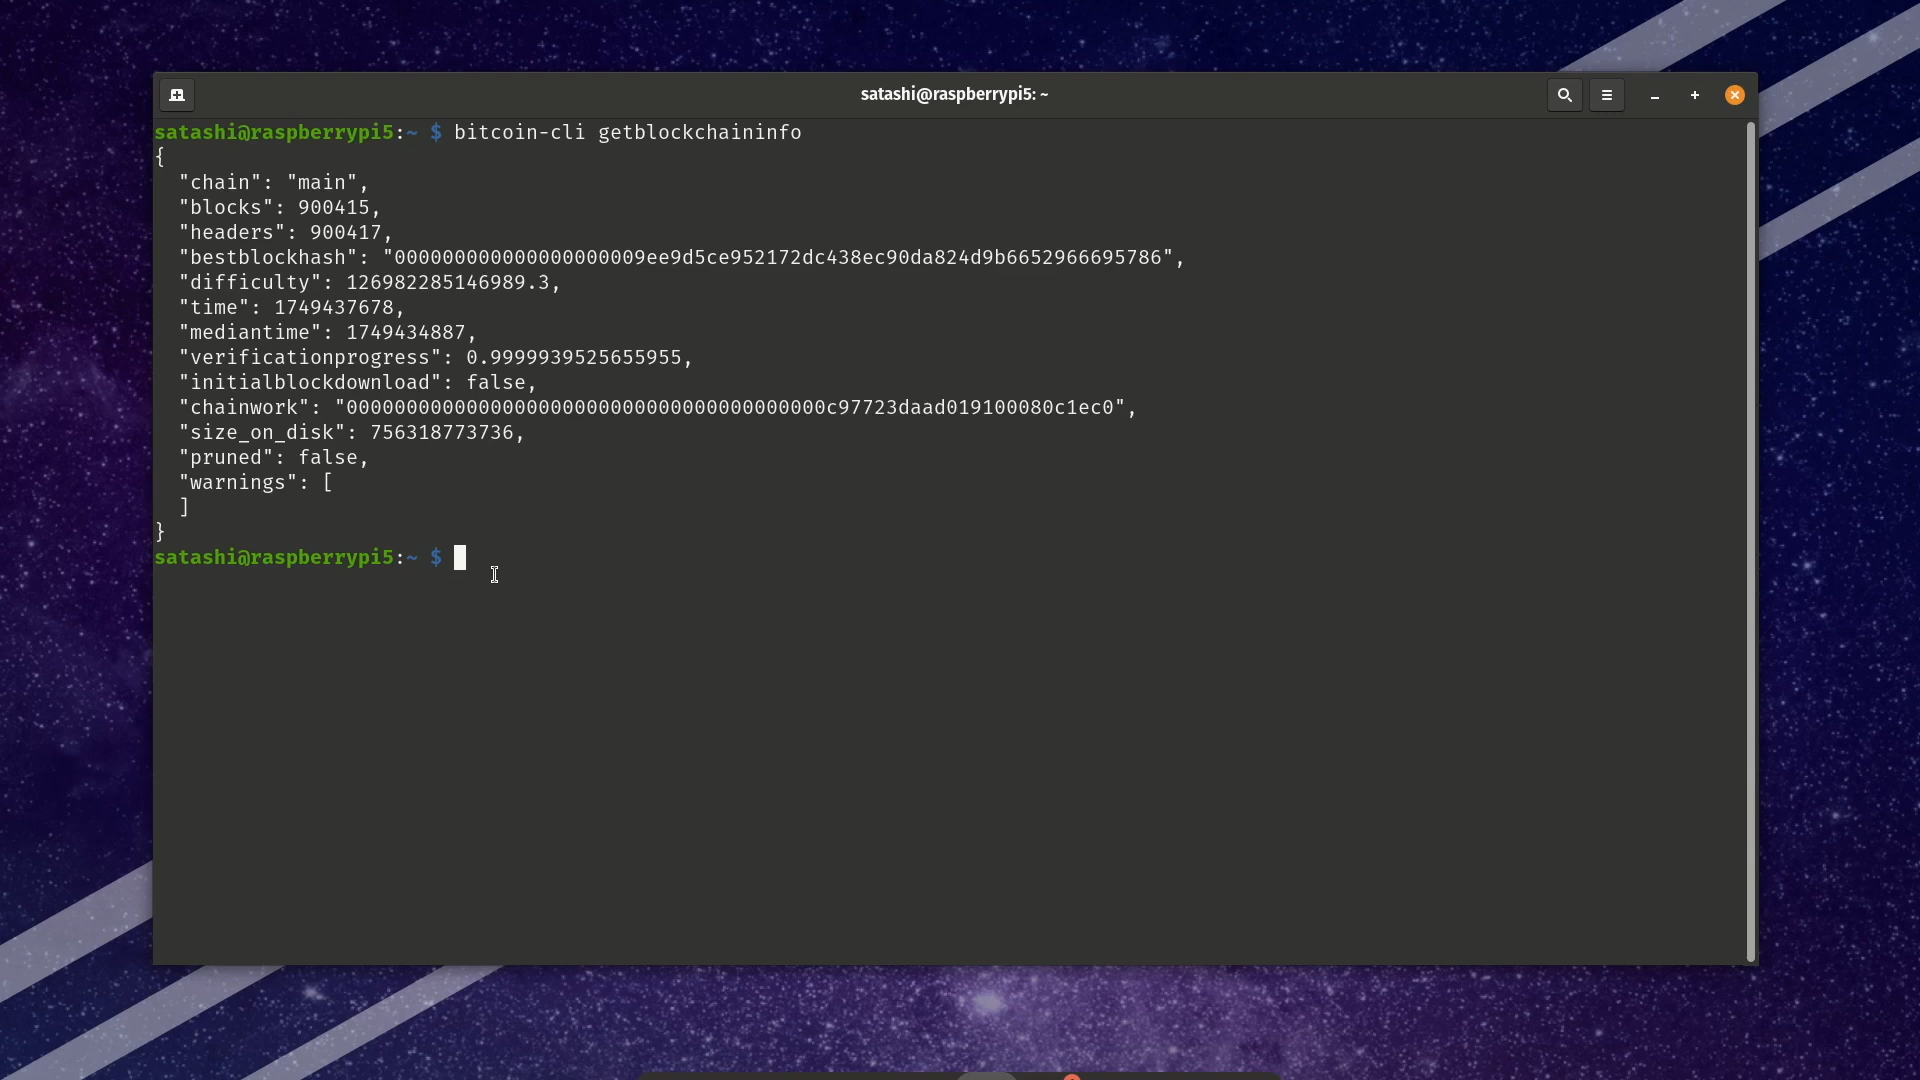 satashi@raspberrypi5: ~
satashi@raspberrypi5:~ $ bitcoin-cli getblockchaininfo
{
  "chain": "main",
  "blocks": 900415,
  "headers": 900417,
  "bestblockhash": "000000000000000000009ee9d5ce952172dc438ec90da824d9b6652966695786",
  "difficulty": 126982285146989.3,
  "time": 1749437678,
  "mediantime": 1749434887,
  "verificationprogress": 0.9999939525655955,
  "initialblockdownload": false,
  "chainwork": "0000000000000000000000000000000000000000c97723daad019100080c1ec0",
  "size_on_disk": 756318773736,
  "pruned": false,
  "warnings": [
  ]
}
satashi@raspberrypi5:~ $